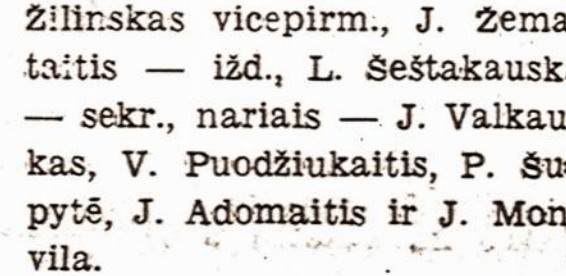 Žilinskas vicepirm., J. Žema
taitis — ižd., L. Šeštakausk
— sekr., nariais — J. Valkau
kas, V. Puodžiukaitis, P. Šu
pytė, J. Adomaitis ir J. Mon
vila.